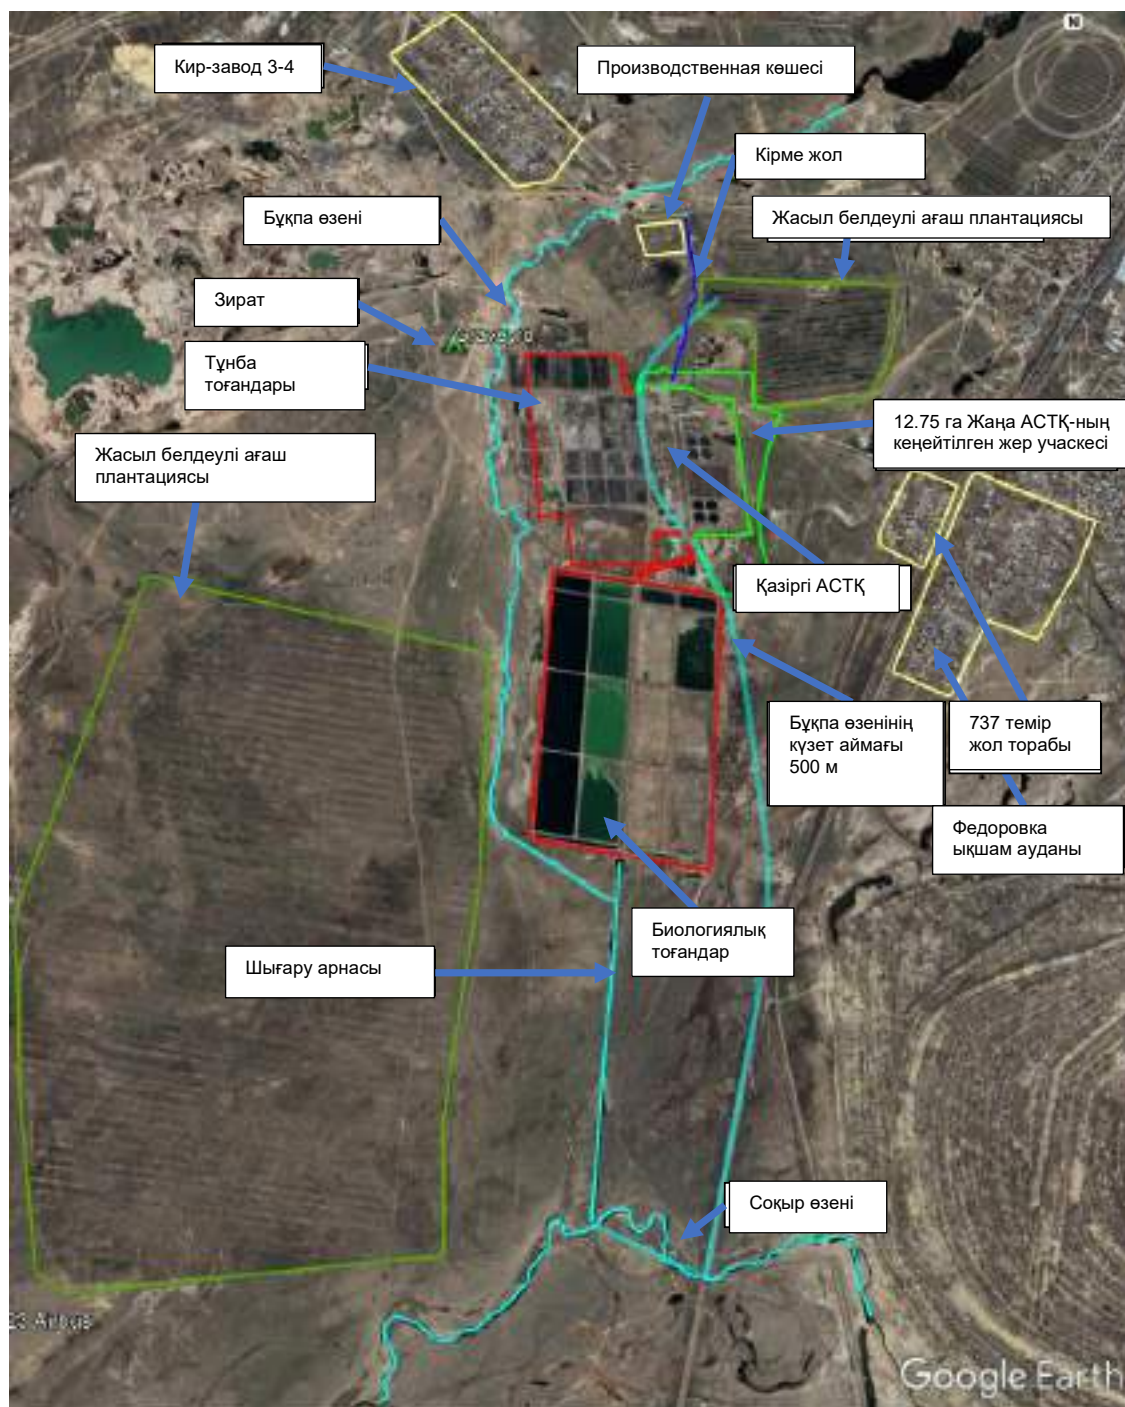 N
Кир-завод 3-4
Производственная көшесі
Кірме жол
Бұқпа өзені
Жасыл белдеулі ағаш плантациясы
Зират
Тұнба
тоғандары
12.75 га Жаңа АСТҚ-ның
кеңейтілген жер учаскесі
Жасыл белдеулі ағаш
плантациясы
Қазіргі АСТҚ
Бұқпа өзенінің
күзет аймағы
500 м
737 темір
жол торабы
Федоровка
ықшам ауданы
Биологиялық
тоғандар
Шығару арнасы
Соқыр өзені
Airbus
Google Earth